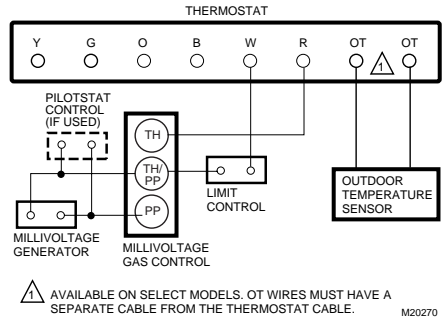 THERMOSTAT
Y G O B W R OT OT
1
PILOTSTAT
CONTROL
(IF USED)
TH
TH/
PP
PP
LIMIT
CONTROL
OUTDOOR
TEMPERATURE
SENSOR
MILLIVOLTAGE
GENERATOR
MILLIVOLTAGE
GAS CONTROL
1 AVAILABLE ON SELECT MODELS. OT WIRES MUST HAVE A
SEPARATE CABLE FROM THE THERMOSTAT CABLE.
M20270